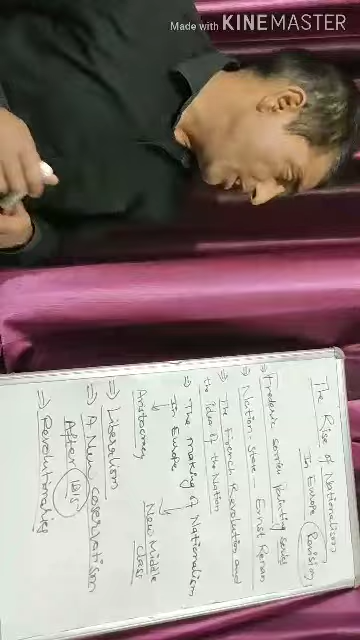 Made with KINEMASTER
The Rise of Nationalism
In Europe Revision
⇒ Frederic sorrieu painting series
⇒ Nation-state - Ernst Renan
⇒ The French Revolution and
the idea of the Nation
⇒ The making of Nationalism
In Europe
Aristocracy New Middle
class
⇒ Liberalism
⇒ A New coservatism
After 1815
⇒ Revolutionaries